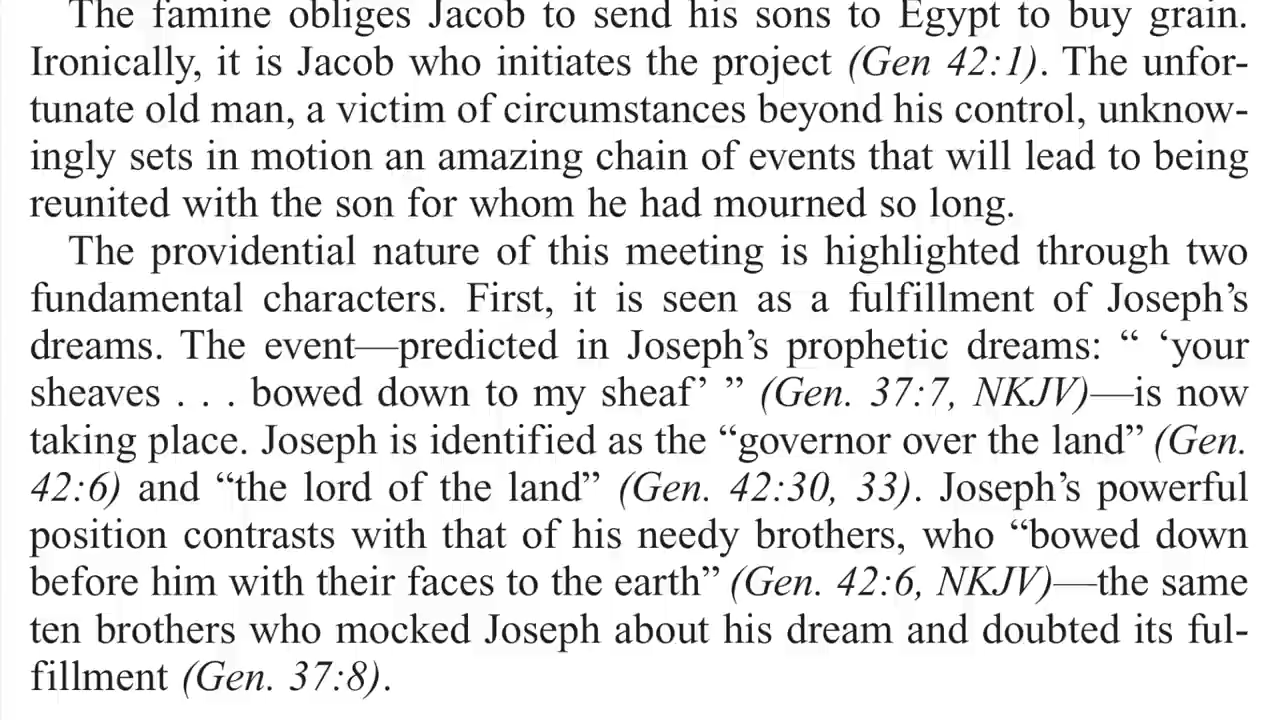 The famine obliges Jacob to send his sons to Egypt to buy grain.
Ironically, it is Jacob who initiates the project (Gen 42:1). The unfor-
tunate old man, a victim of circumstances beyond his control, unknow-
ingly sets in motion an amazing chain of events that will lead to being
reunited with the son for whom he had mourned so long.
The providential nature of this meeting is highlighted through two
fundamental characters. First, it is seen as a fulfillment of Joseph’s
dreams. The event—predicted in Joseph’s prophetic dreams: “ ‘your
sheaves . . . bowed down to my sheaf’ ” (Gen. 37:7, NKJV)—is now
taking place. Joseph is identified as the “governor over the land” (Gen.
42:6) and “the lord of the land” (Gen. 42:30, 33). Joseph’s powerful
position contrasts with that of his needy brothers, who “bowed down
before him with their faces to the earth” (Gen. 42:6, NKJV)—the same
ten brothers who mocked Joseph about his dream and doubted its ful-
fillment (Gen. 37:8).